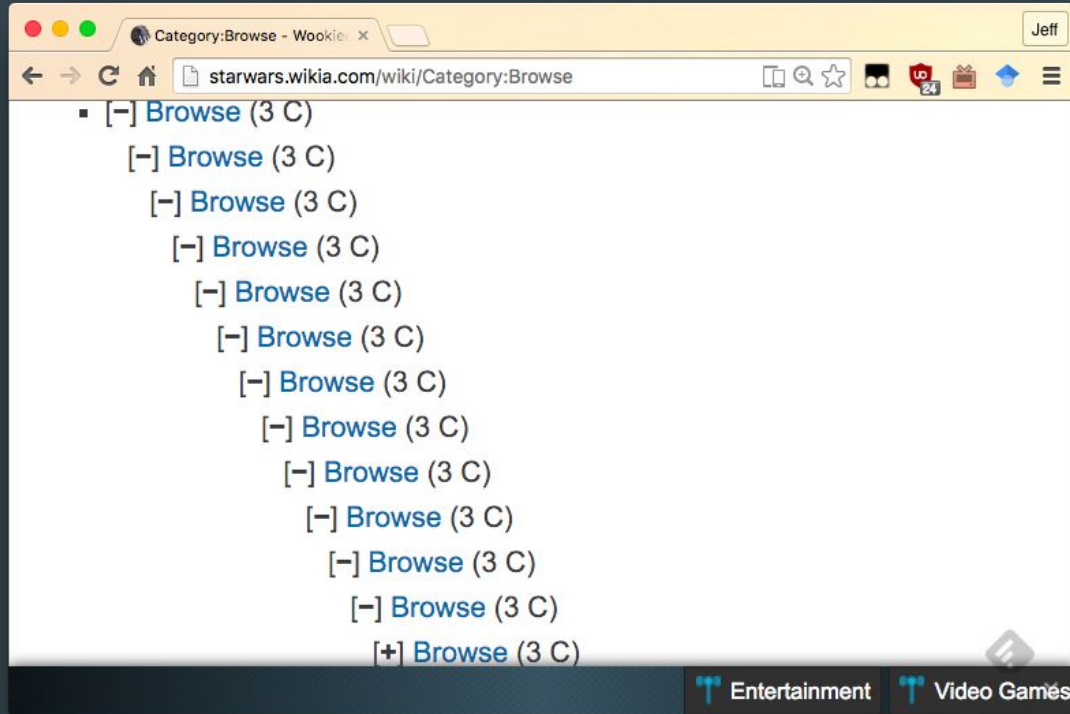 Category:Browse - Wookiee
Jeff
starwars.wikia.com/wiki/Category:Browse
24
[−] Browse (3 C)
[−] Browse (3 C)
[−] Browse (3 C)
[−] Browse (3 C)
[−] Browse (3 C)
[−] Browse (3 C)
[−] Browse (3 C)
[−] Browse (3 C)
[−] Browse (3 C)
[−] Browse (3 C)
[−] Browse (3 C)
[−] Browse (3 C)
[+] Browse (3 C)
Entertainment Video Games